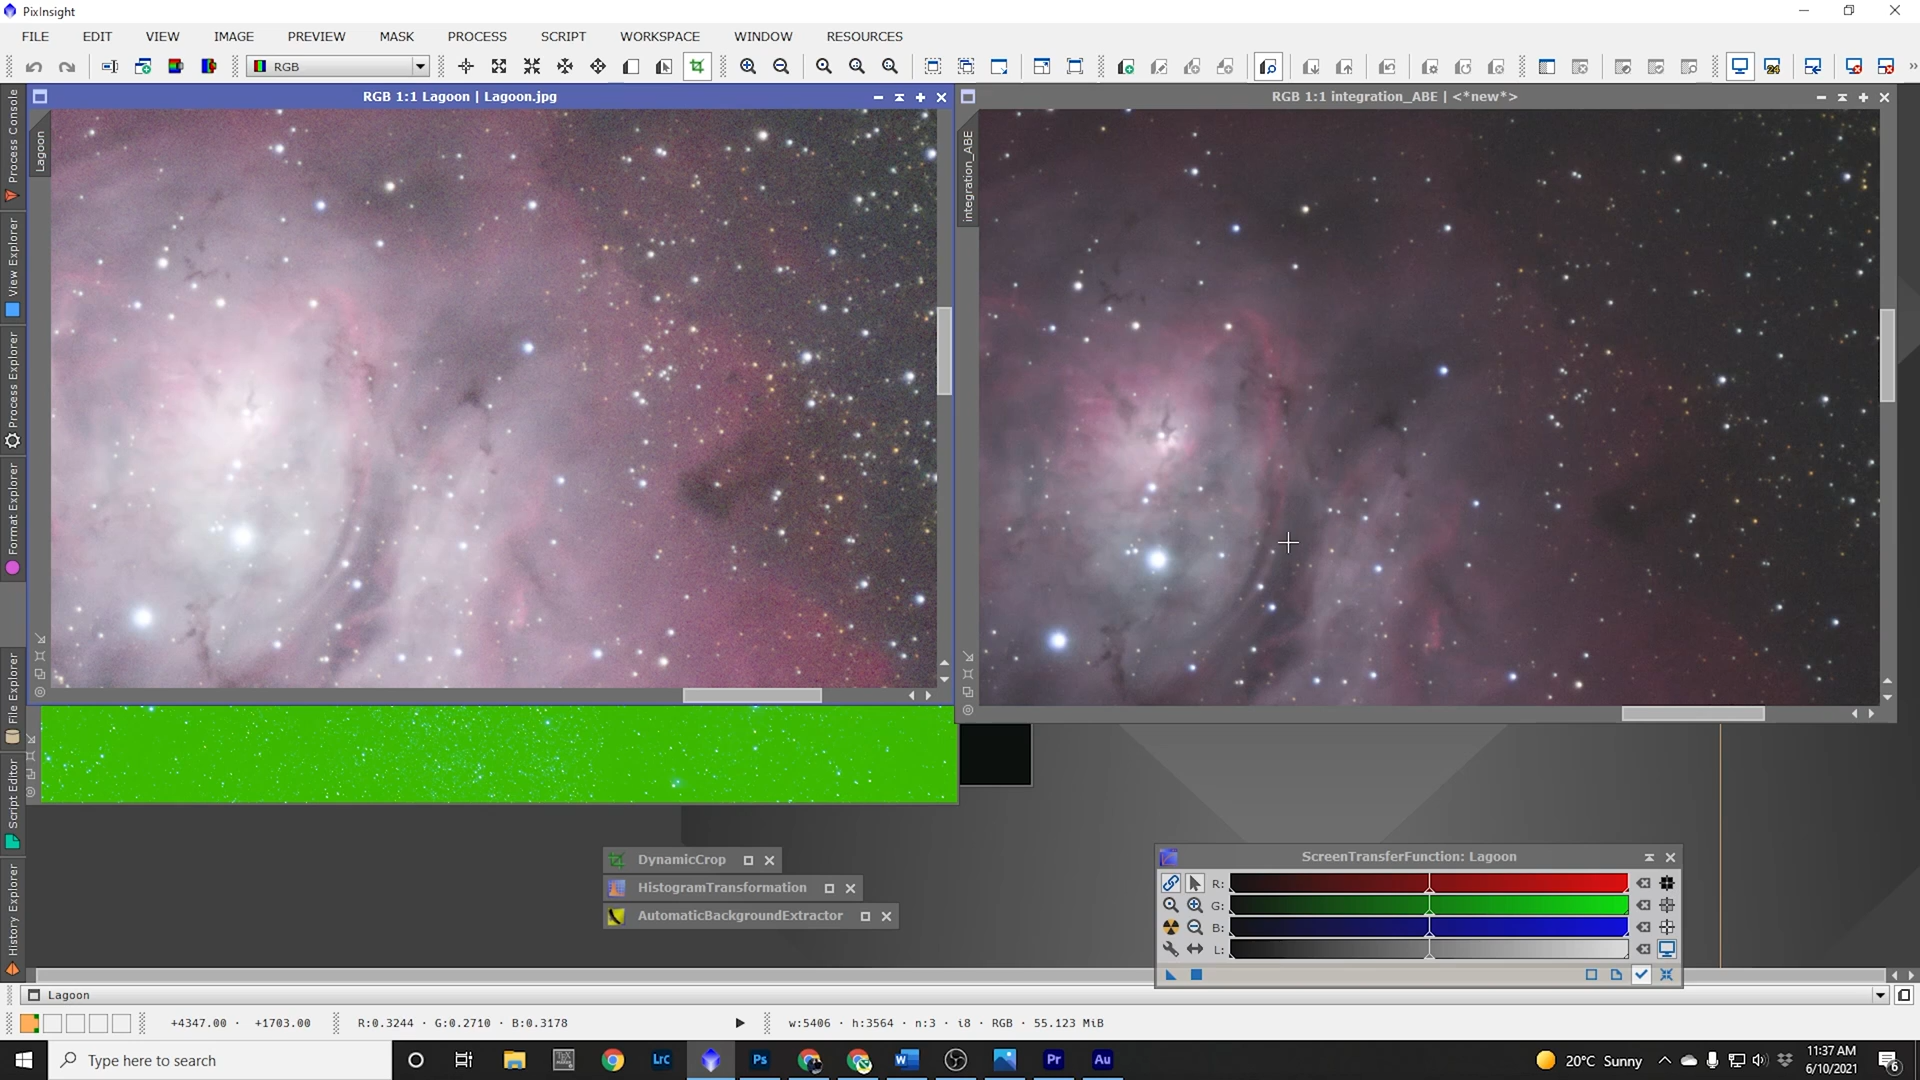 PixInsight
FILE EDIT VIEW IMAGE PREVIEW MASK PROCESS SCRIPT WORKSPACE WINDOW RESOURCES
RGB
RGB 1:1 Lagoon | Lagoon.jpg
RGB 1:1 integration_ABE | <*new*>
Process Console
View Explorer
Process Explorer
Format Explorer
File Explorer
Script Editor
History Explorer
Lagoon
integration_ABE
DynamicCrop
HistogramTransformation
AutomaticBackgroundExtractor
ScreenTransferFunction: Lagoon
R:
G:
B:
L:
Lagoon
+4347.00 · +1703.00 R:0.3244 · G:0.2710 · B:0.3178 w:5406 · h:3564 · n:3 · i8 · RGB · 55.123 MiB
Type here to search
Lrc
Ps
Pr
Au
20°C Sunny
11:37 AM
6/10/2021
6